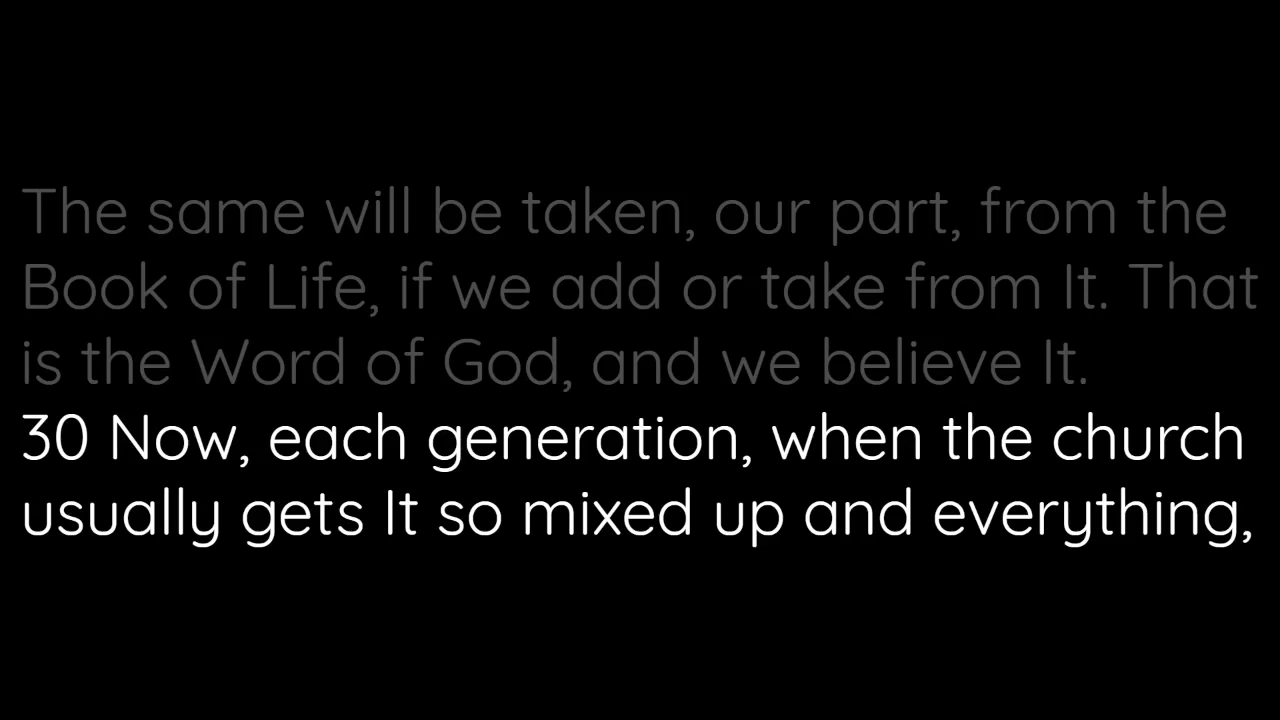 The same will be taken, our part, from the
Book of Life, if we add or take from It. That
is the Word of God, and we believe It.
30 Now, each generation, when the church
usually gets It so mixed up and everything,